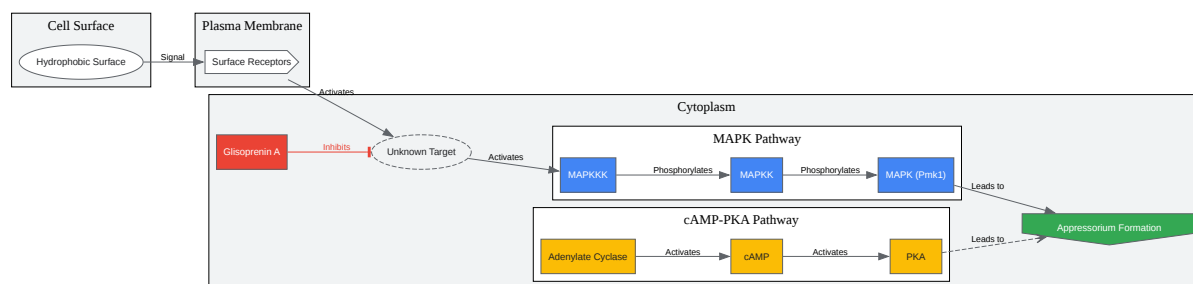 Cell Surface
Plasma Membrane
Hydrophobic Surface
Signal
Surface Receptors
Activates
Cytoplasm
Glisoprenin A
Inhibits
Unknown Target
Activates
MAPK Pathway
MAPKKK
Phosphorylates
MAPKK
Phosphorylates
MAPK (Pmk1)
Leads to
cAMP-PKA Pathway
Adenylate Cyclase
Activates
cAMP
Activates
PKA
Leads to
Appressorium Formation